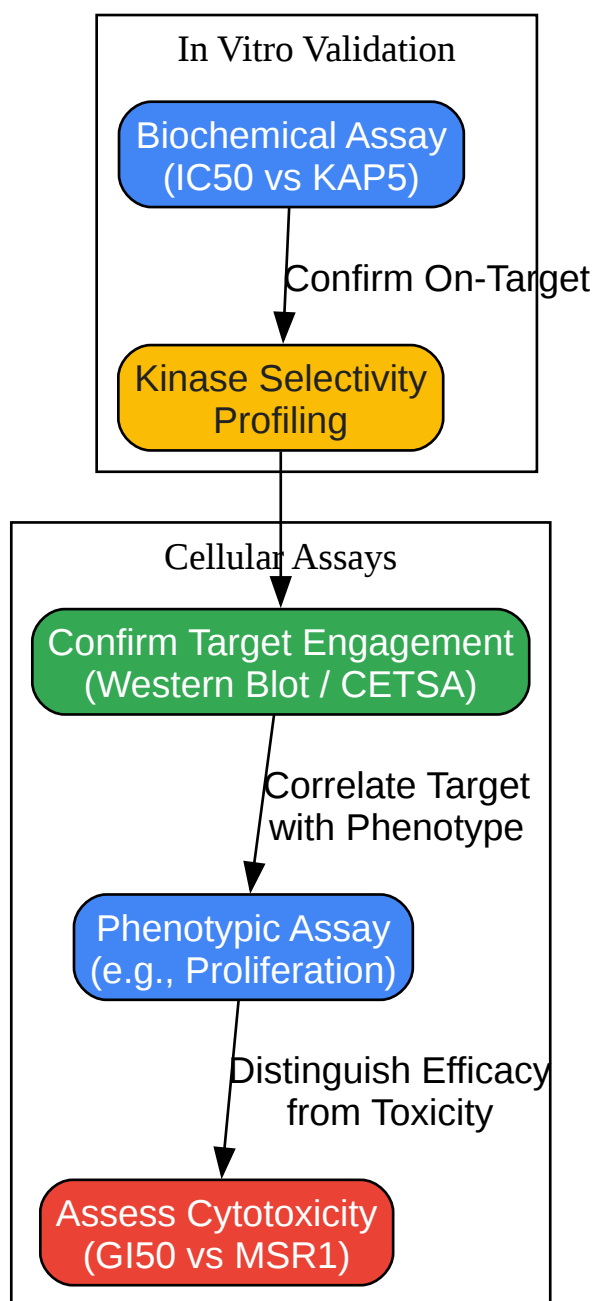 In Vitro Validation
Biochemical Assay
(IC50 vs KAP5)
Confirm On-Target
Kinase Selectivity
Profiling
Cellular Assays
Confirm Target Engagement
(Western Blot / CETSA)
Correlate Target
with Phenotype
Phenotypic Assay
(e.g., Proliferation)
Distinguish Efficacy
from Toxicity
Assess Cytotoxicity
(GI50 vs MSR1)